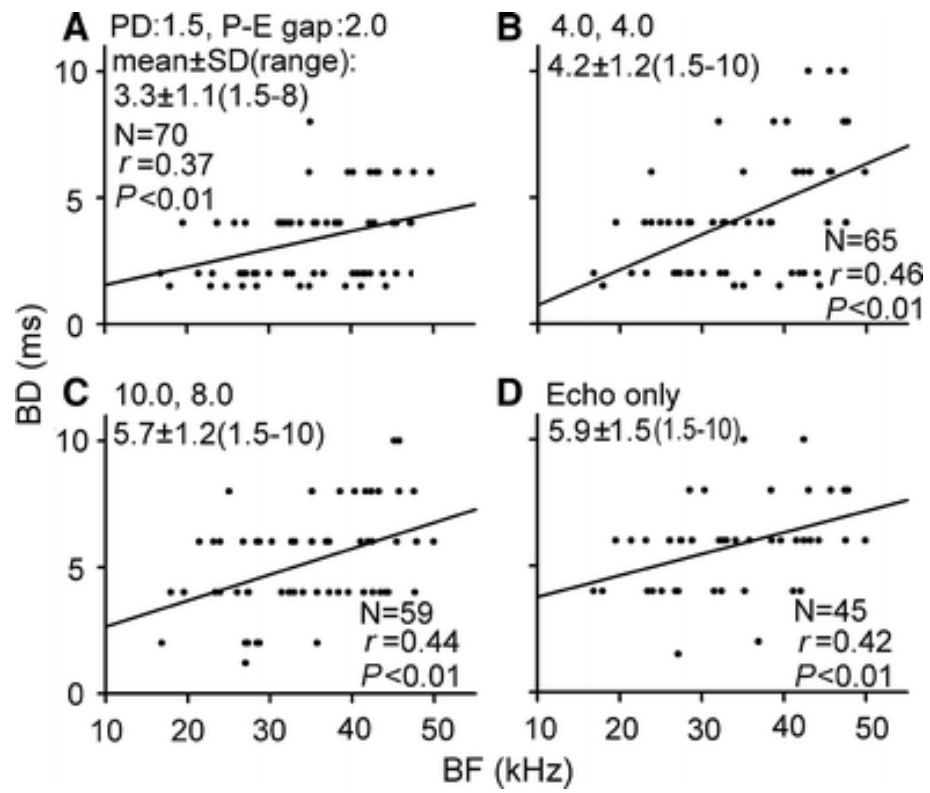 A PD:1.5, P-E gap:2.0
mean±SD(range):
3.3±1.1(1.5-8)
N=70
r=0.37
P<0.01
10
5
0
B 4.0, 4.0
4.2±1.2(1.5-10)
N=65
r=0.46
P<0.01
BD (ms)
C 10.0, 8.0
5.7±1.2(1.5-10)
N=59
r=0.44
P<0.01
10
5
0
10 20 30 40 50
D Echo only
5.9±1.5(1.5-10)
N=45
r=0.42
P<0.01
10 20 30 40 50
BF (kHz)